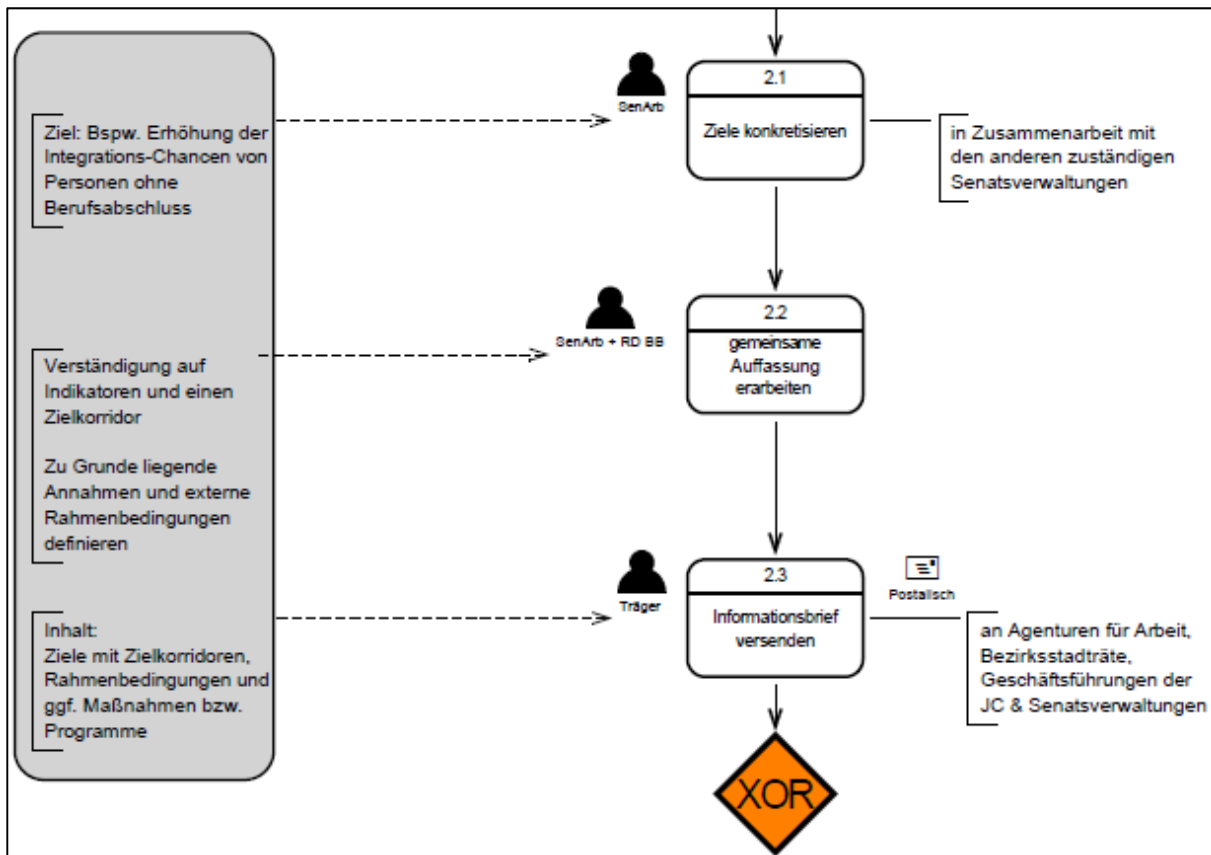 2.1
SenArb
Ziele konkretisieren
Ziel: Bspw. Erhöhung der
Integrations-Chancen von
Personen ohne
Berufsabschluss
in Zusammenarbeit mit
den anderen zuständigen
Senatsverwaltungen
2.2
SenArb + RD BB
gemeinsame
Auffassung
erarbeiten
Verständigung auf
Indikatoren und einen
Zielkorridor
Zu Grunde liegende
Annahmen und externe
Rahmenbedingungen
definieren
2.3
Träger
Postalisch
Informationsbrief
versenden
Inhalt:
Ziele mit Zielkorridoren,
Rahmenbedingungen und
ggf. Maßnahmen bzw.
Programme
an Agenturen für Arbeit,
Bezirksstadträte,
Geschäftsführungen der
JC & Senatsverwaltungen
XOR